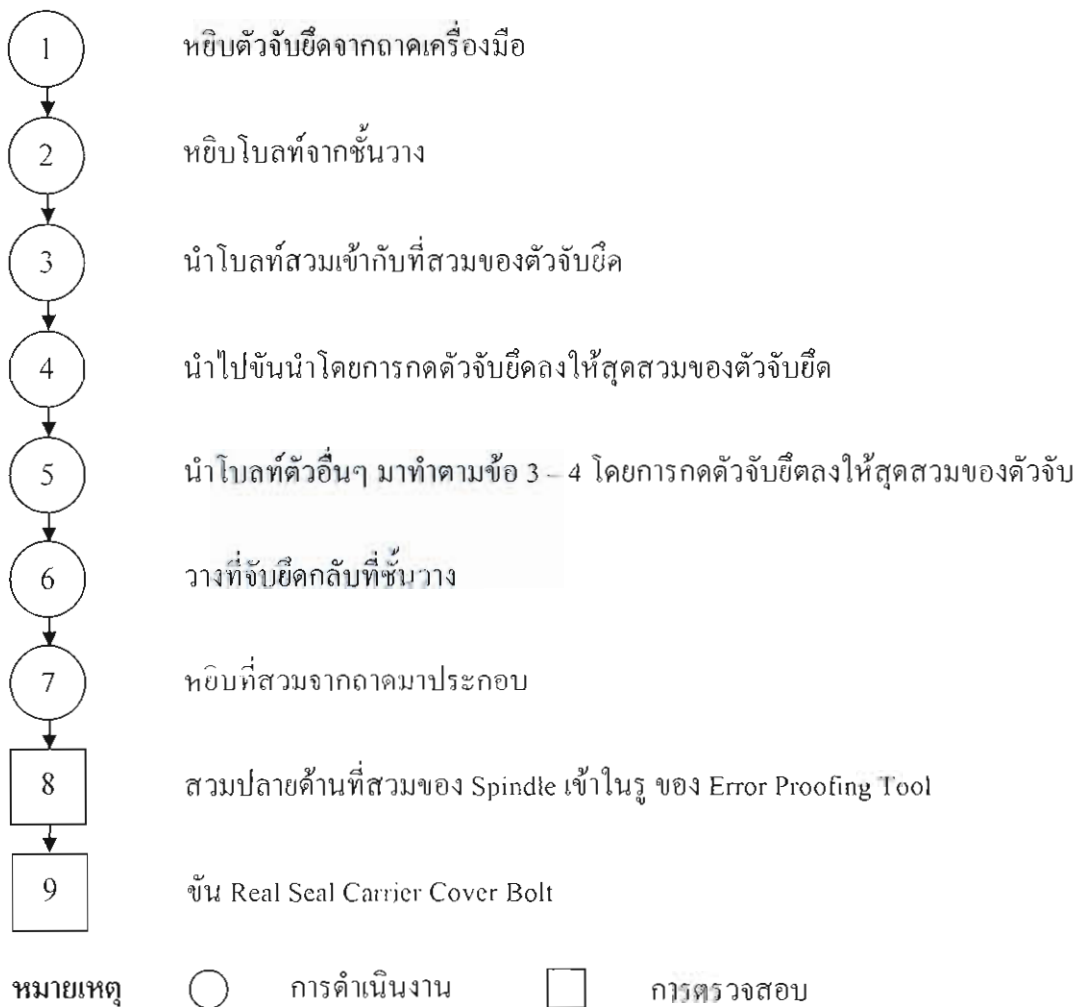 1 หยิบตัวจับยึดจากถาดเครื่องมือ
2 หยิบโบลท์จากชั้นวาง
3 นำโบลท์สวมเข้ากับที่สวมของตัวจับยึด
4 นำไปขันนำโดยการกดตัวจับยึดลงให้สุดสวมของตัวจับยึด
5 นำโบลท์ตัวอื่นๆ มาทำตามข้อ 3 – 4 โดยการกดตัวจับยึดลงให้สุดสวมของตัวจับ
6 วางที่จับยึดกลับที่ชั้นวาง
7 หยิบที่สวมจากถาดมาประกอบ
8 สวมปลายด้านที่สวมของ Spindle เข้าในรู ของ Error Proofing Tool
9 ขัน Real Seal Carrier Cover Bolt
หมายเหตุ การดำเนินงาน การตรวจสอบ